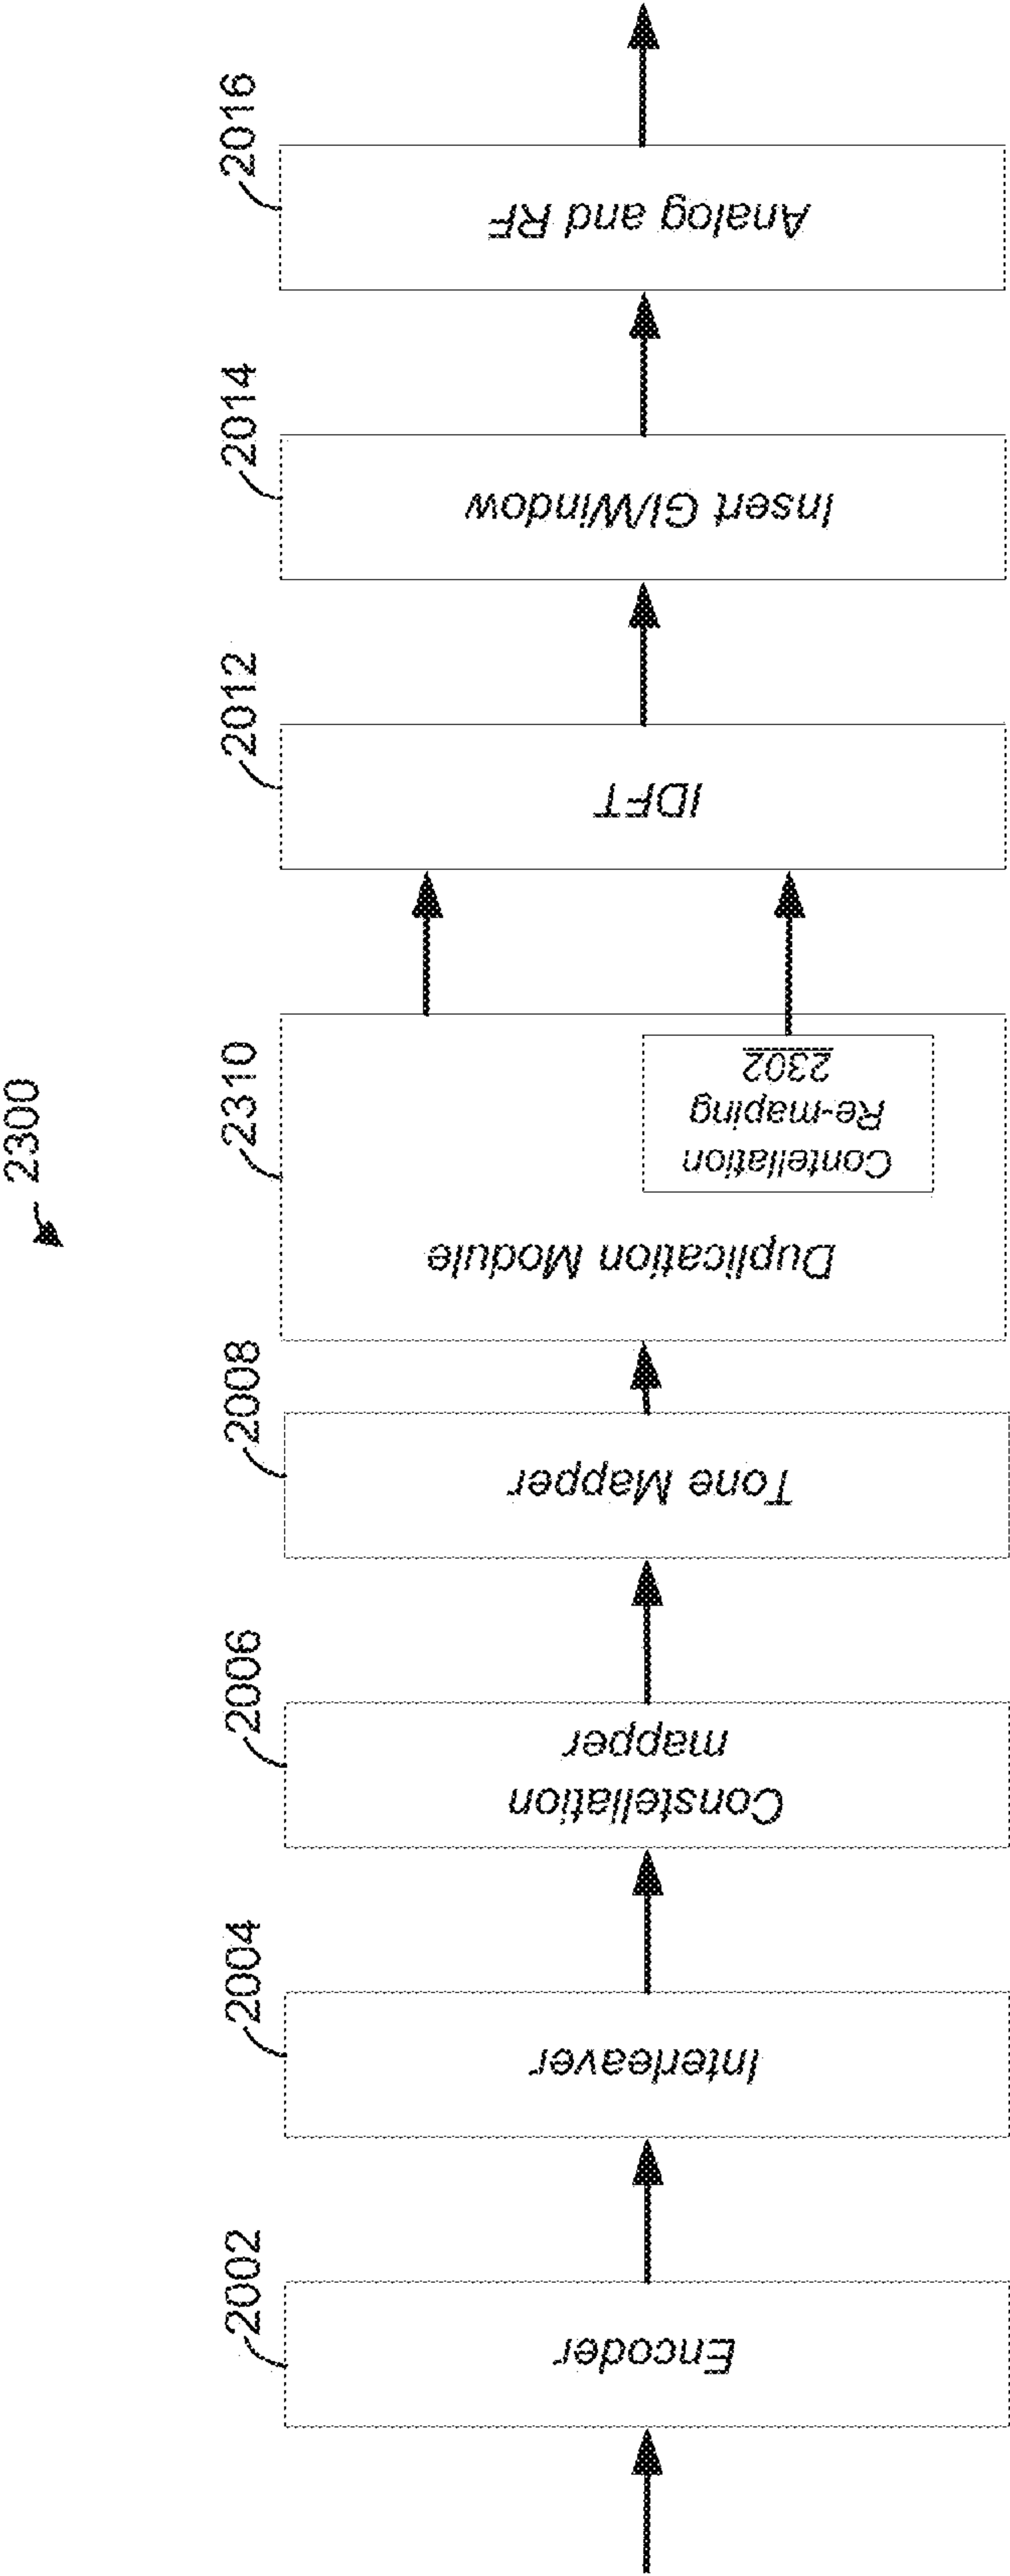 2300
2002
Encoder
2004
Interleaver
2006
Constellation
mapper
2008
Tone Mapper
2310
Duplication Module
Contellation
Re-maping
2302
2012
IDFT
2014
Insert GI/Window
2016
Analog and RF